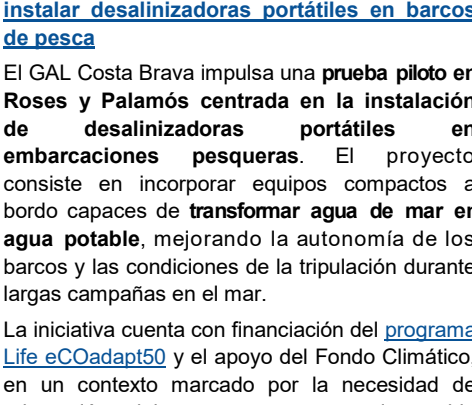 instalar desalinizadoras portátiles en barcos
de pesca
El GAL Costa Brava impulsa una prueba piloto en
Roses y Palamós centrada en la instalación
de desalinizadoras portátiles en
embarcaciones pesqueras. El proyecto
consiste en incorporar equipos compactos a
bordo capaces de transformar agua de mar en
agua potable, mejorando la autonomía de los
barcos y las condiciones de la tripulación durante
largas campañas en el mar.
La iniciativa cuenta con financiación del programa
Life eCOadapt50 y el apoyo del Fondo Climático,
en un contexto marcado por la necesidad de